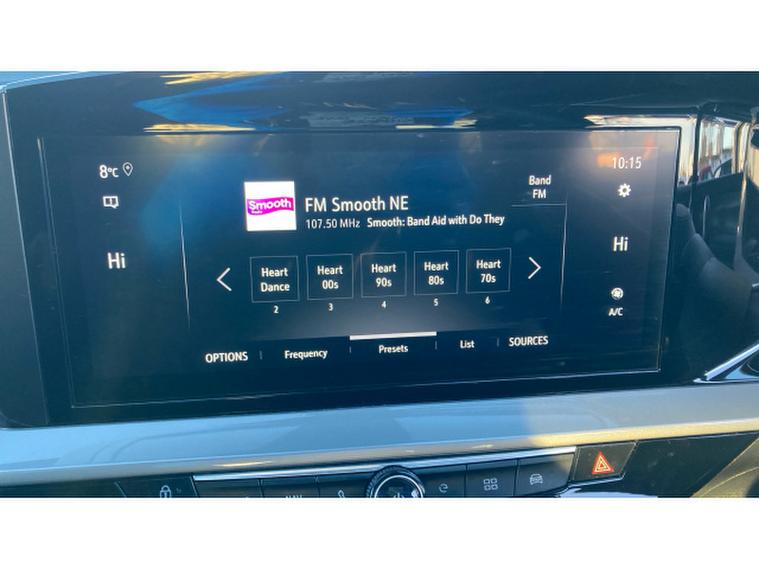 8°C
10:15
Band
FM
Smooth
Radio
FM Smooth NE
107.50 MHz Smooth: Band Aid with Do They
Hi
Hi
Heart Dance
Heart 00s
Heart 90s
Heart 80s
Heart 70s
2 3 4 5 6
A/C
OPTIONS Frequency Presets List SOURCES
NAV